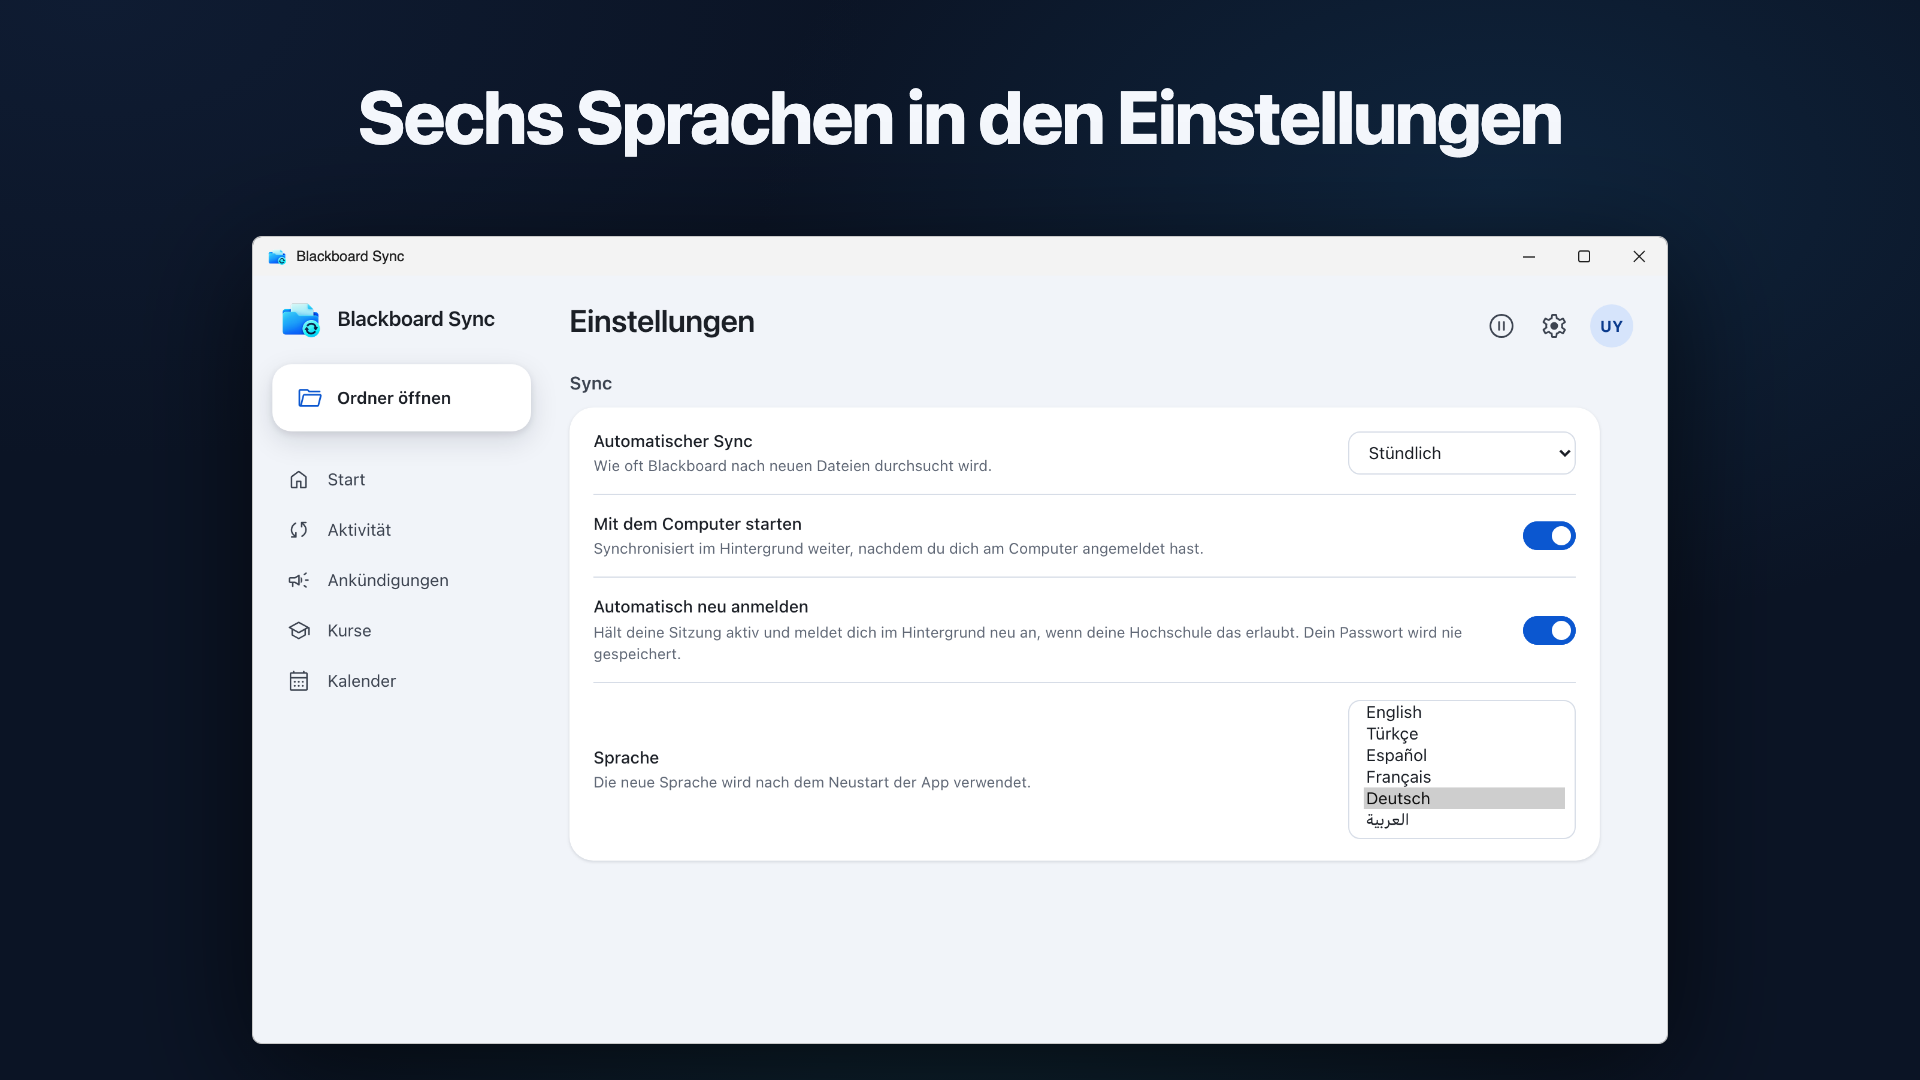 Sechs Sprachen in den Einstellungen
Blackboard Sync
Blackboard Sync
Ordner öffnen
Start
Aktivität
Ankündigungen
Kurse
Kalender
Einstellungen
UY
Sync
Automatischer Sync
Wie oft Blackboard nach neuen Dateien durchsucht wird.
Stündlich
Mit dem Computer starten
Synchronisiert im Hintergrund weiter, nachdem du dich am Computer angemeldet hast.
Automatisch neu anmelden
Hält deine Sitzung aktiv und meldet dich im Hintergrund neu an, wenn deine Hochschule das erlaubt. Dein Passwort wird nie
gespeichert.
Sprache
Die neue Sprache wird nach dem Neustart der App verwendet.
English
Türkçe
Español
Français
Deutsch
العربية